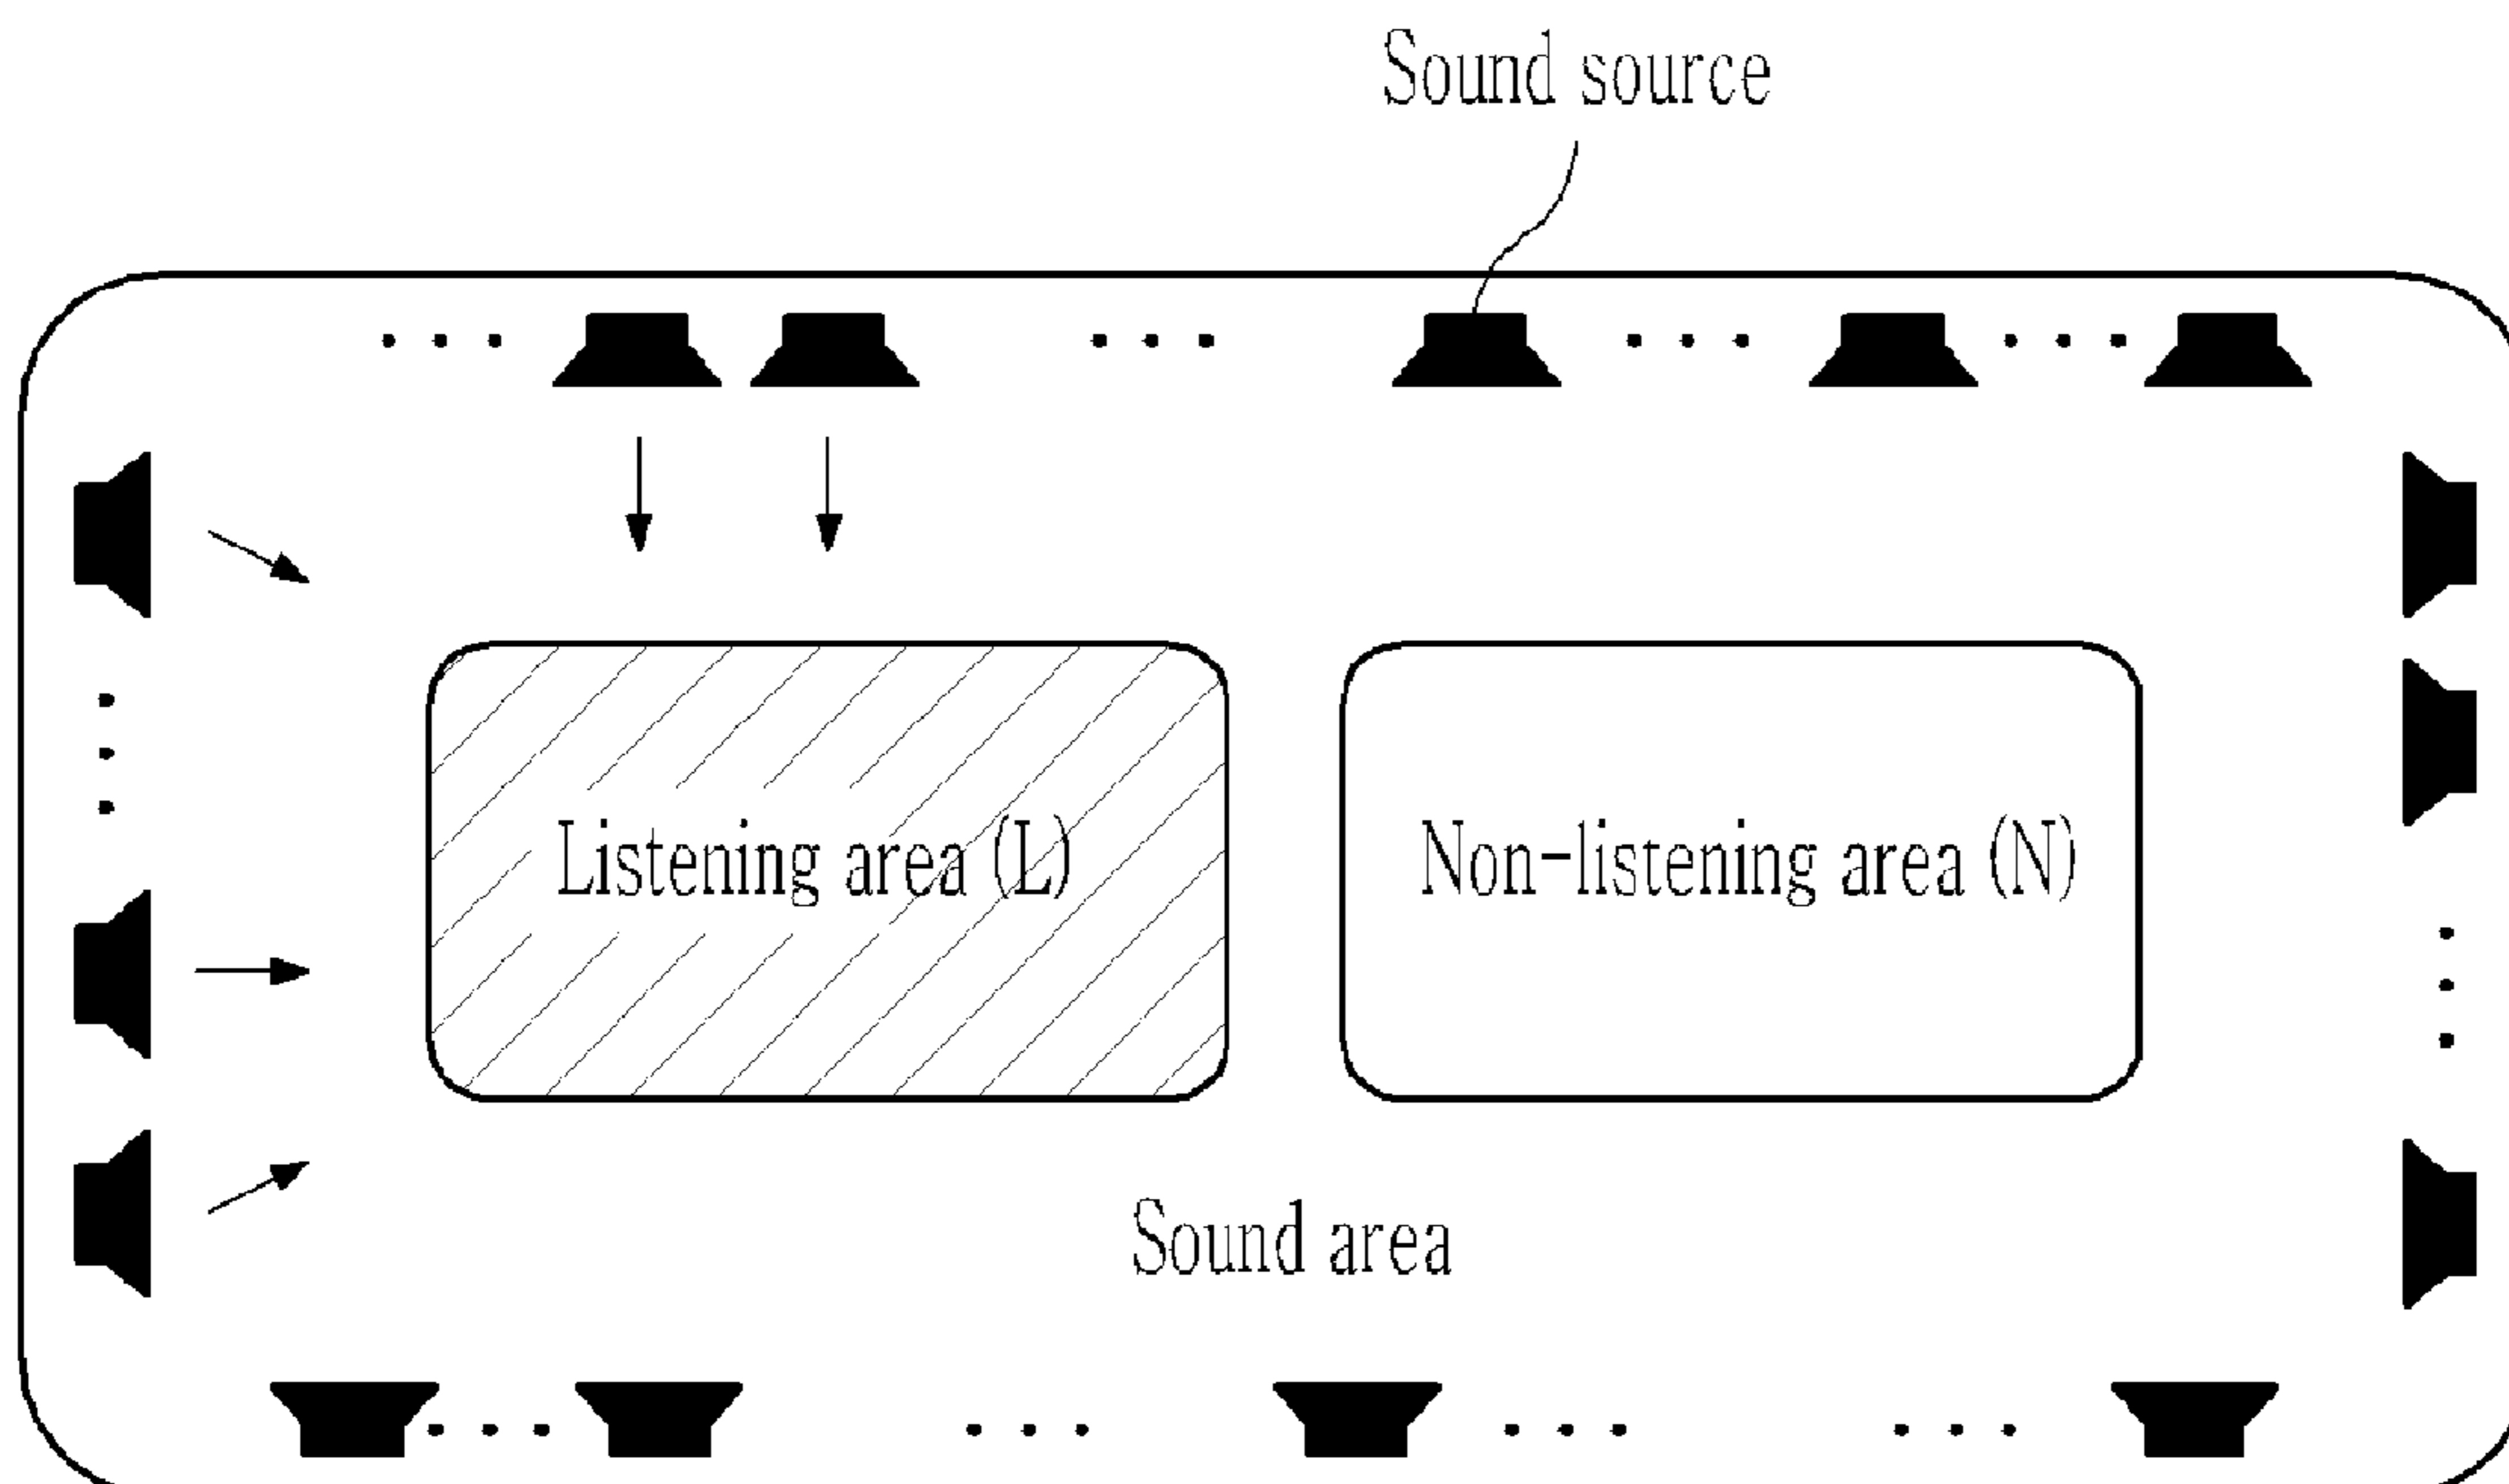 Sound source
Listening area (L)
Non-listening area (N)
Sound area